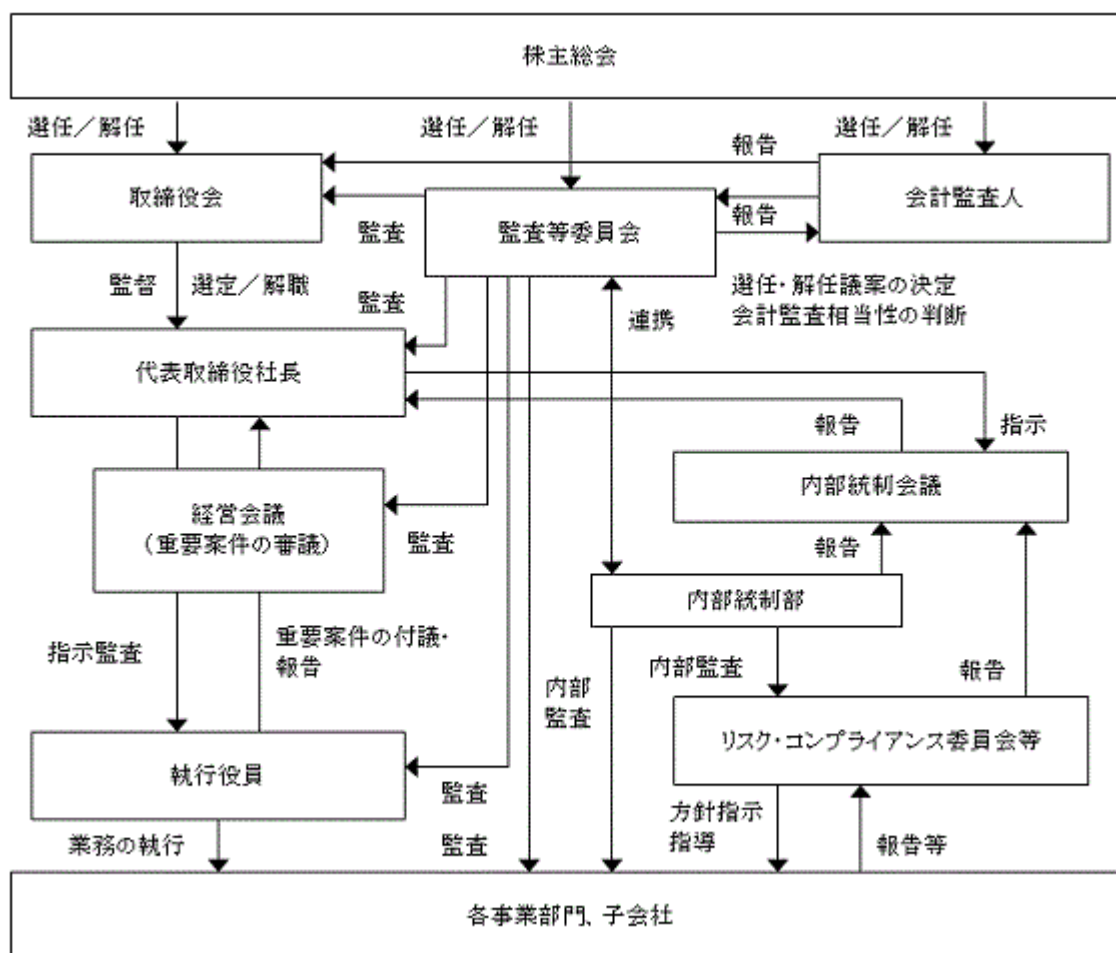 株主総会
選任／解任
選任／解任
選任／解任
報告
取締役会
監査等委員会
会計監査人
監査
報告
監督
選定／解職
監査
連携
選任・解任議案の決定
会計監査相当性の判断
代表取締役社長
報告
指示
内部統制会議
経営会議
（重要案件の審議）
監査
報告
内部統制部
指示監査
重要案件の付議・
報告
内部
監査
内部監査
報告
リスク・コンプライアンス委員会等
執行役員
監査
業務の執行
監査
方針指示
指導
報告等
各事業部門、子会社